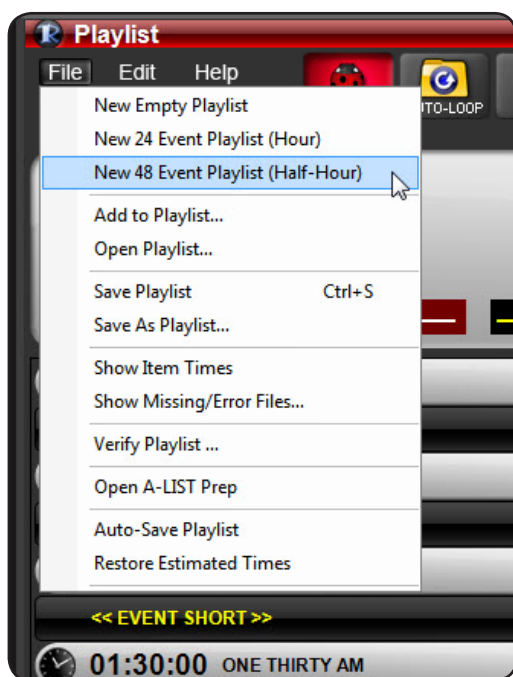 Playlist
File Edit Help
TO-LOOP
New Empty Playlist
New 24 Event Playlist (Hour)
New 48 Event Playlist (Half-Hour)
Add to Playlist...
Open Playlist...
Save Playlist Ctrl+S
Save As Playlist...
Show Item Times
Show Missing/Error Files...
Verify Playlist ...
Open A-LIST Prep
Auto-Save Playlist
Restore Estimated Times
<< EVENT SHORT >>
01:30:00 ONE THIRTY AM